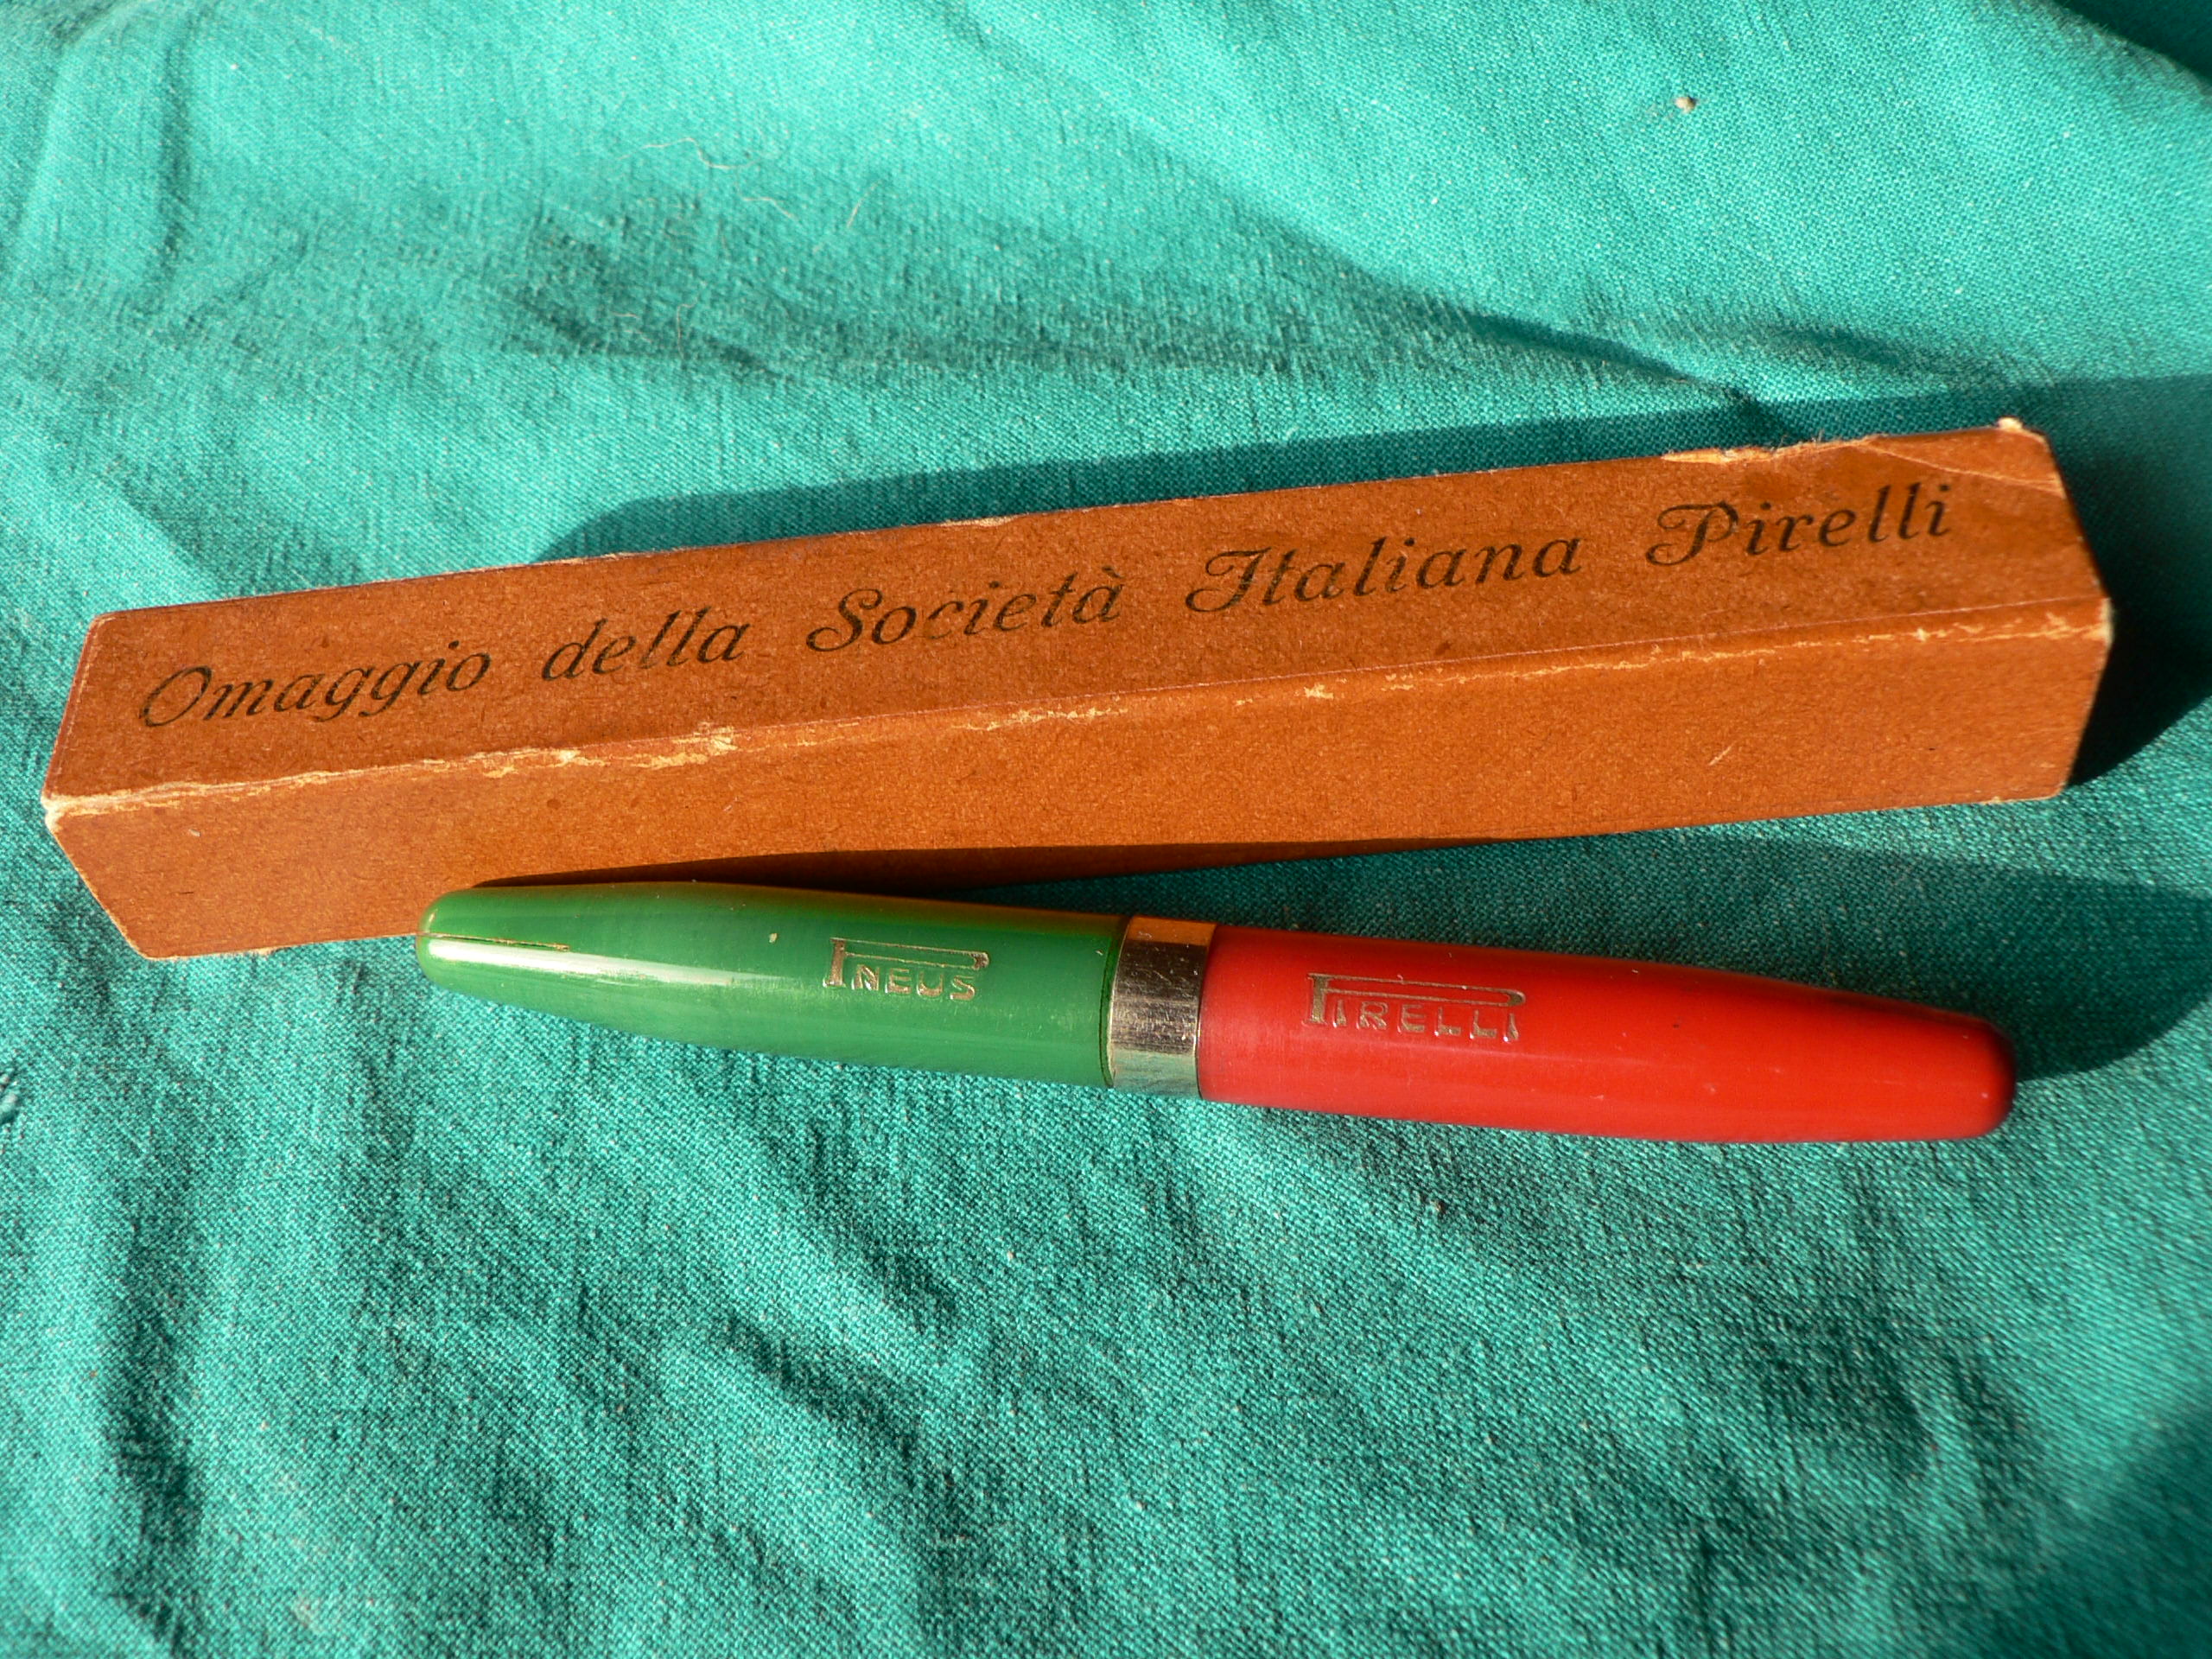 Omaggio della Società Italiana Pirelli
PNEUS PIRELLI